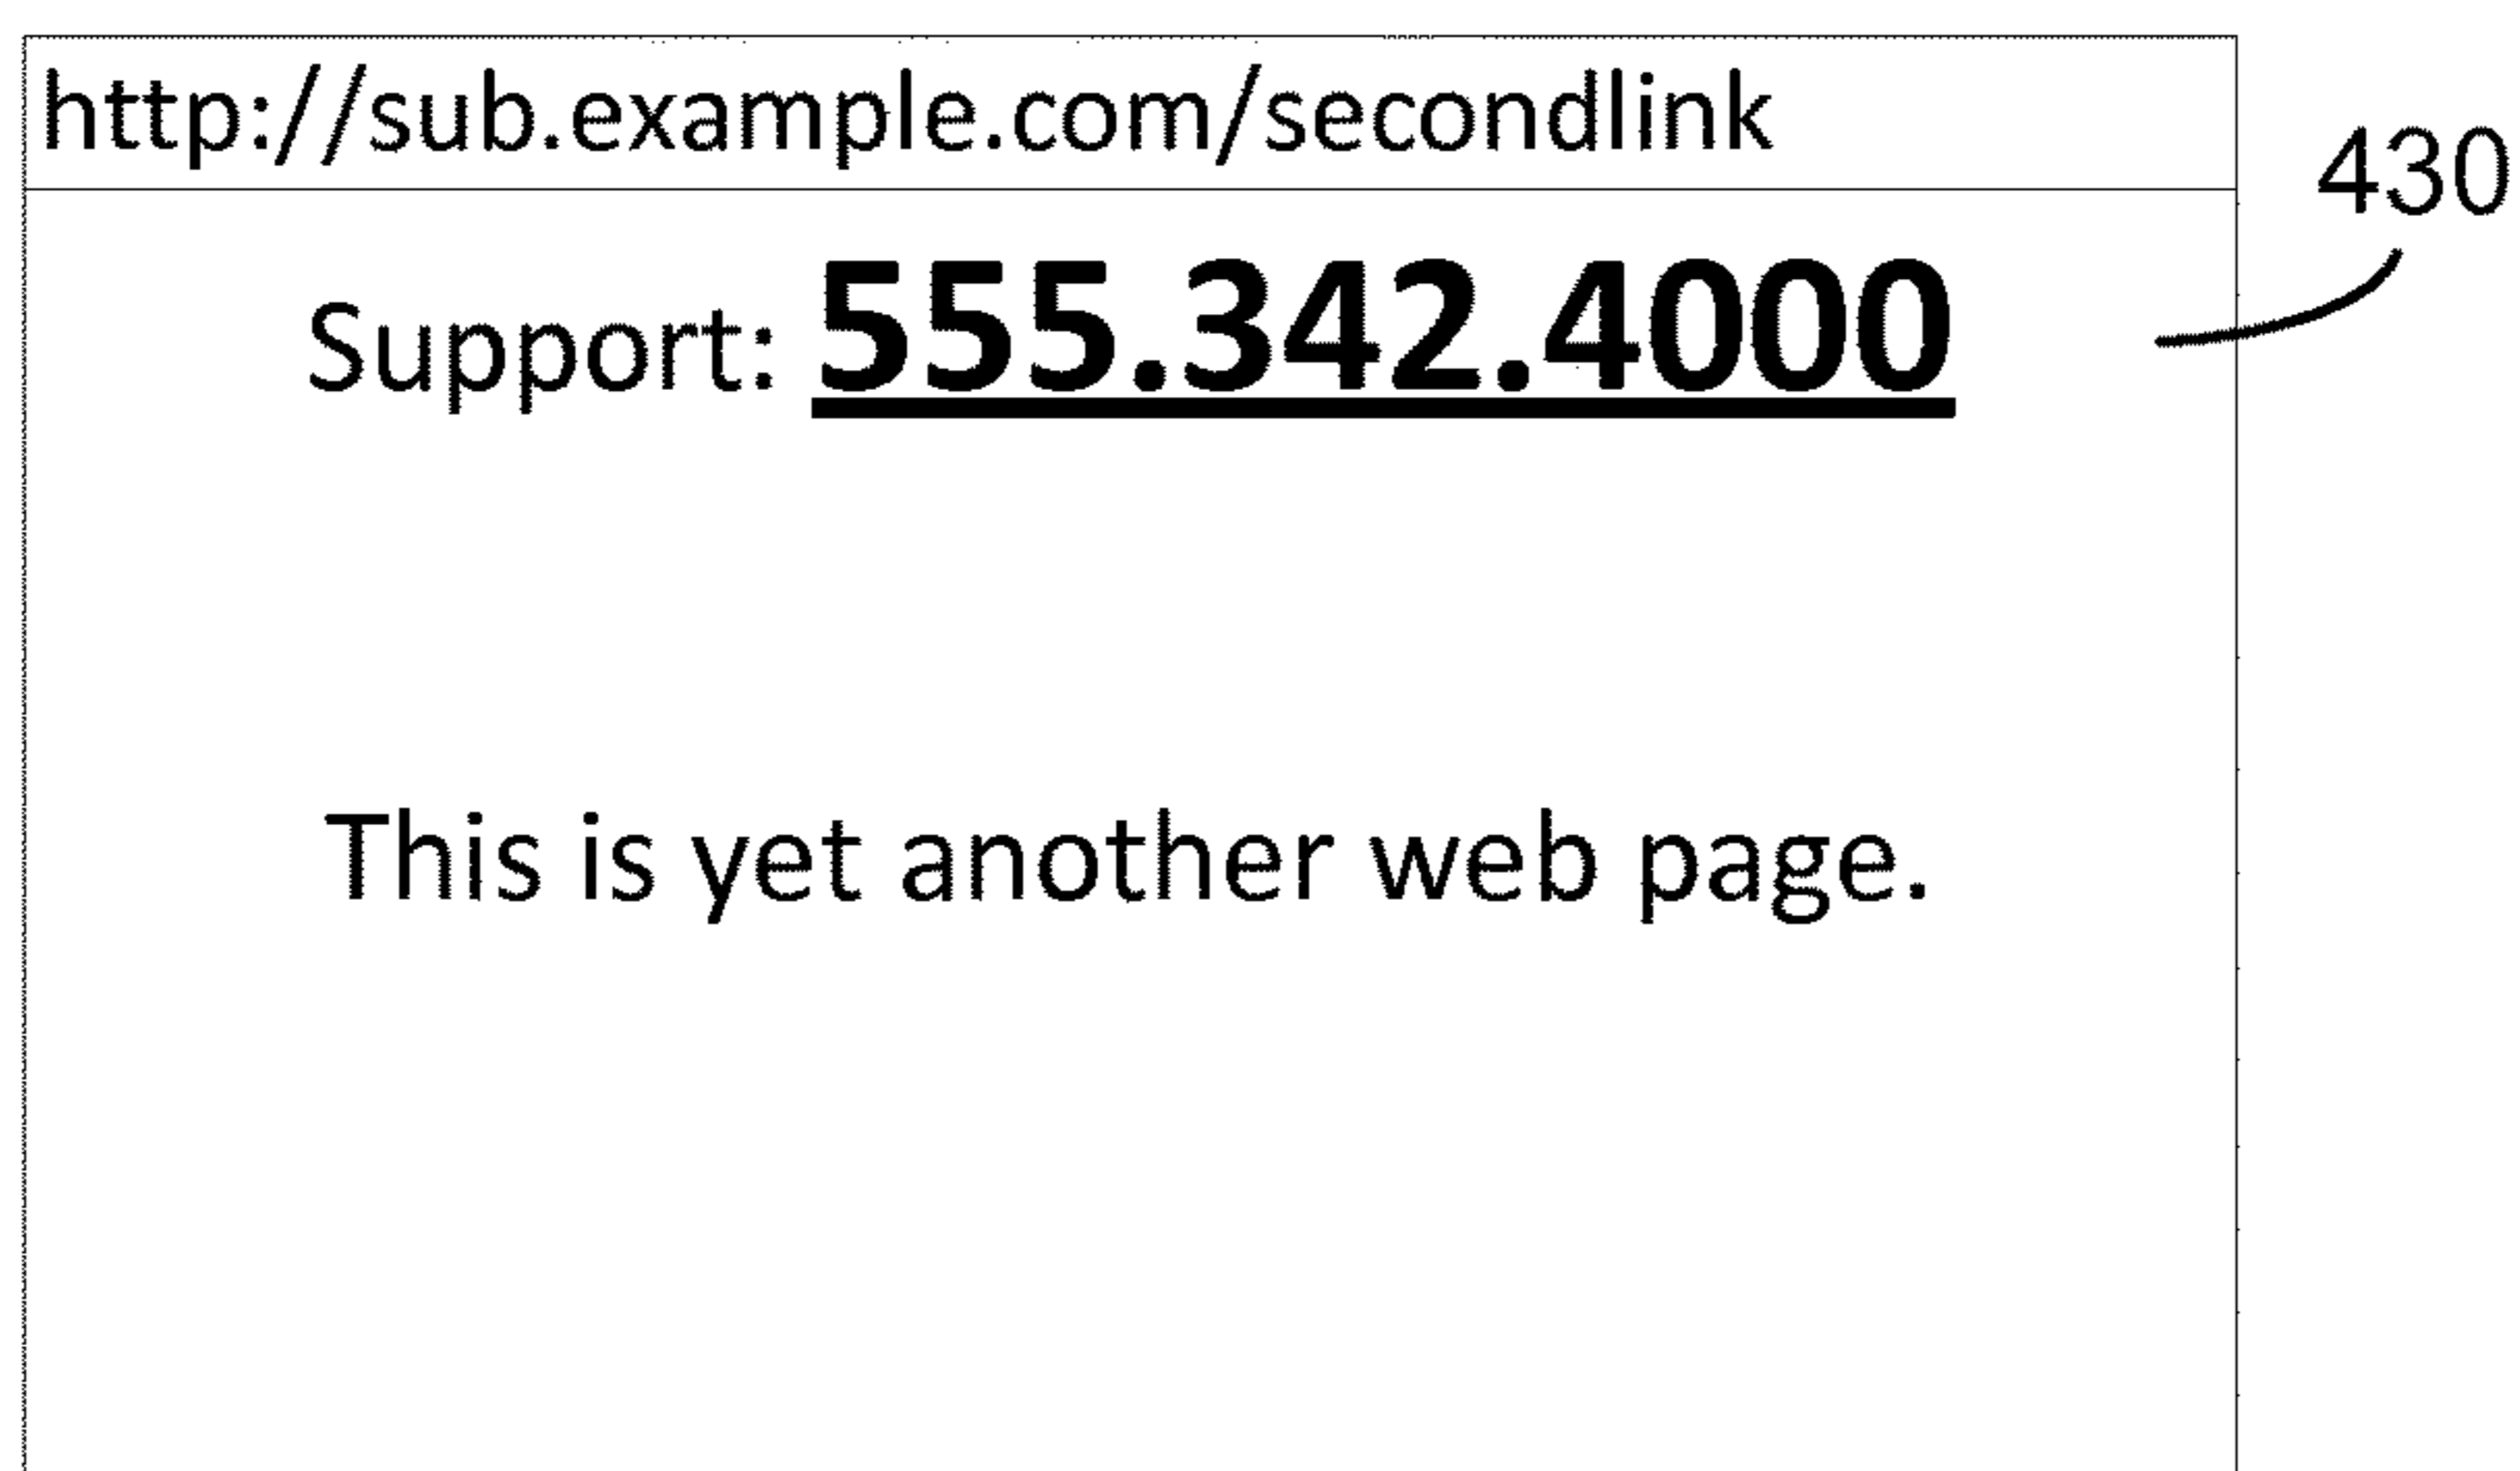 http://sub.example.com/secondlink
430
Support: 555.342.4000
This is yet another web page.